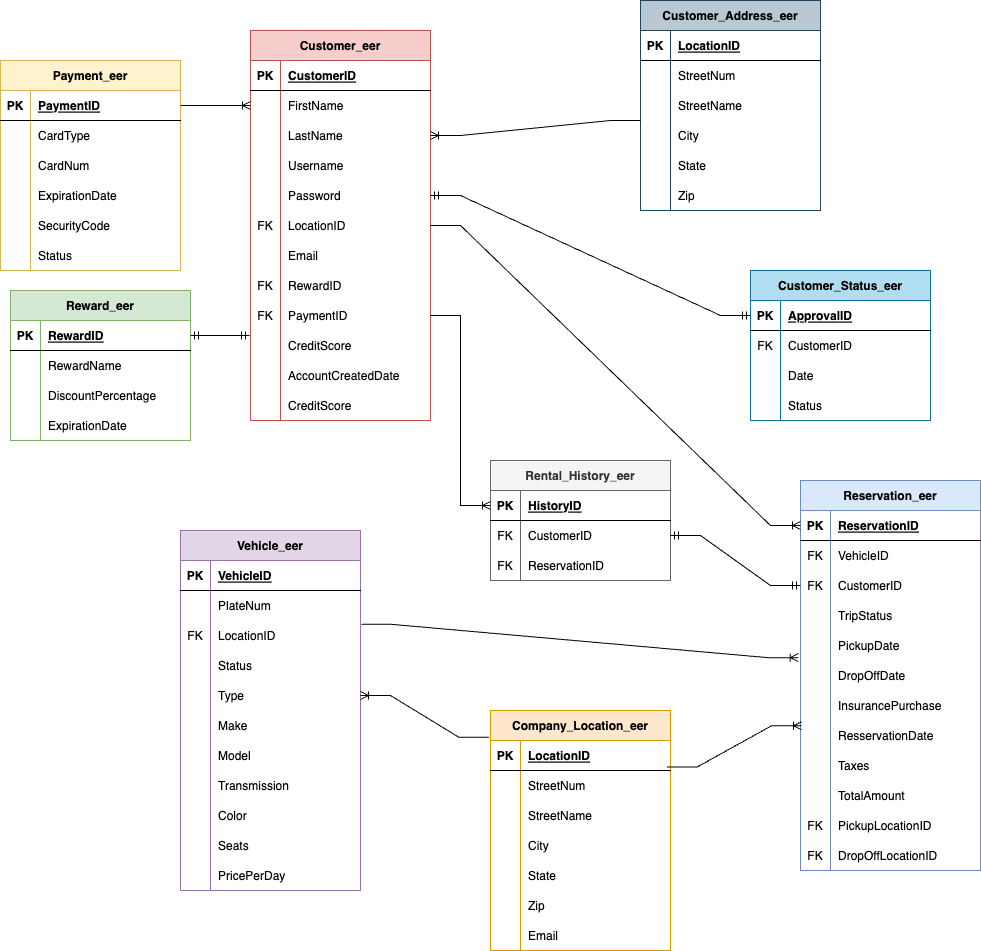 Customer_Address_eer
PK LocationID
StreetNum
StreetName
City
State
Zip
Customer_eer
PK CustomerID
FirstName
LastName
Username
Password
FK LocationID
Email
FK RewardID
FK PaymentID
CreditScore
AccountCreatedDate
CreditScore
Payment_eer
PK PaymentID
CardType
CardNum
ExpirationDate
SecurityCode
Status
Customer_Status_eer
PK ApprovalID
FK CustomerID
Date
Status
Reward_eer
PK RewardID
RewardName
DiscountPercentage
ExpirationDate
Rental_History_eer
PK HistoryID
FK CustomerID
FK ReservationID
Reservation_eer
PK ReservationID
FK VehicleID
FK CustomerID
TripStatus
PickupDate
DropOffDate
InsurancePurchase
ResservationDate
Taxes
TotalAmount
FK PickupLocationID
FK DropOffLocationID
Vehicle_eer
PK VehicleID
PlateNum
FK LocationID
Status
Type
Make
Model
Transmission
Color
Seats
PricePerDay
Company_Location_eer
PK LocationID
StreetNum
StreetName
City
State
Zip
Email